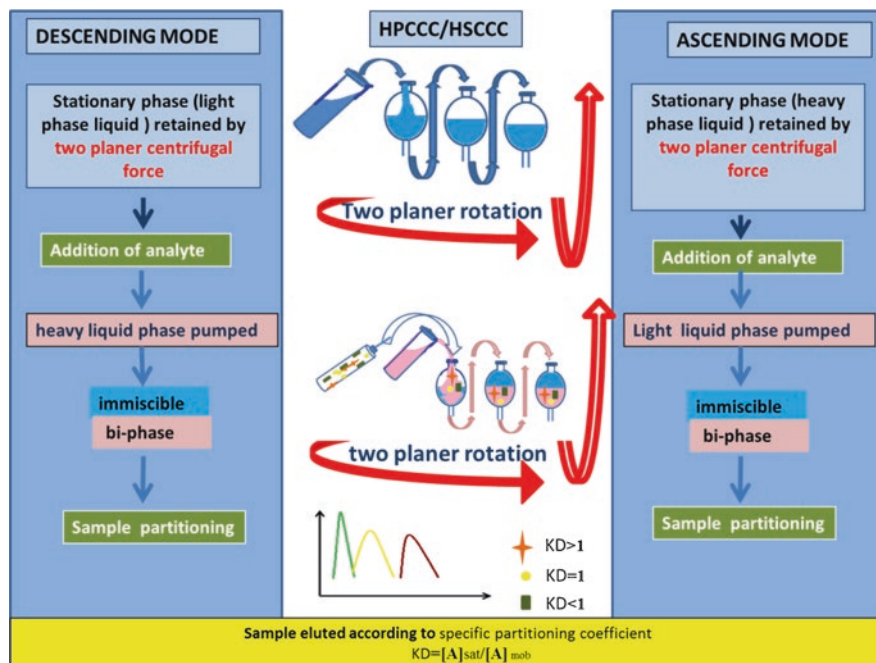 DESCENDING MODE
Stationary phase (light
phase liquid ) retained by
two planer centrifugal
force
Addition of analyte
heavy liquid phase pumped
immiscible
bi-phase
Sample partitioning
HPCCC/HSCCC
Two planer rotation
two planer rotation
KD>1
KD=1
KD<1
ASCENDING MODE
Stationary phase (heavy
phase liquid ) retained by
two planer centrifugal
force
Addition of analyte
Light liquid phase pumped
immiscible
bi-phase
Sample partitioning
Sample eluted according to specific partitioning coefficient
KD=[A]sat/[A] mob